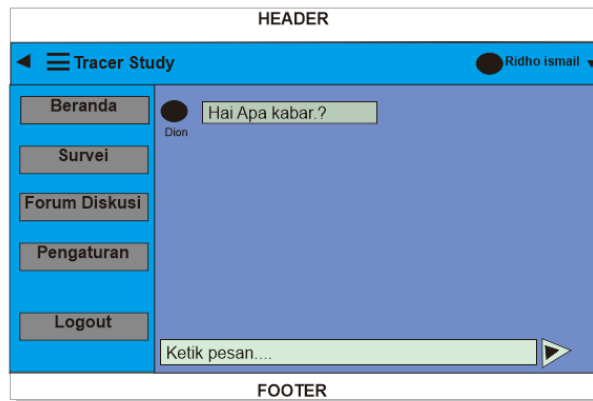 HEADER
Tracer Study
Ridho ismail
Beranda
Survei
Forum Diskusi
Pengaturan
Logout
Hai Apa kabar.?
Dion
Ketik pesan....
FOOTER